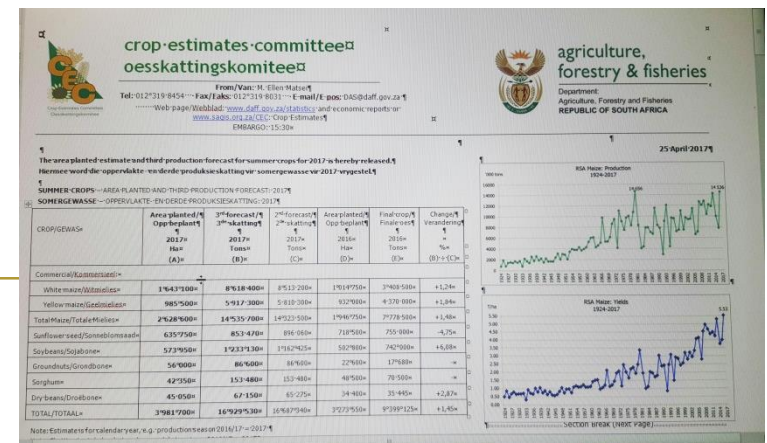 crop·estimates·committee¤
oesskattingskomitee¤
From/Van: M. Ellen Matsei¶
Tel: 012°319·8454 Fax/Faks: 012°319·8031 E-mail/E-pos: DAS@daff.gov.za·¶
Web·page/Webblad: www.daff.gov.za/statistics and·economic·reports·or
www.sagis.org.za/CEC: Crop·Estimates¶
EMBARGO: 15:30¤
agriculture,
forestry & fisheries
Department:
Agriculture, Forestry and Fisheries
REPUBLIC OF SOUTH AFRICA
CEC
Crop Estimates Committee
Oesskattingskomitee
25·April·2017¶
The·area·planted·estimate·and·third·production·forecast·for·summer·crops·for·2017·is·hereby·released.¶
Hiermee·word·die·oppervlakte·en·derde·produksieskatting·vir·somergewasse·vir·2017·vrygestel.¶
SUMMER·CROPS·–·AREA·PLANTED·AND·THIRD·PRODUCTION·FORECAST:·2017¶
SOMERGEWASSE·–·OPPERVLAKTE·EN·DERDE·PRODUKSIESKATTING:·2017¶
CROP/GEWAS¤
Area·planted/¶ Opp·beplant¶ 2017¤ Ha¤ (A)¤
3rd·forecast/¶ 3de·skatting¶ 2017¤ Tons¤ (B)¤
2nd·forecast/¶ 2de·skatting¶ 2017¤ Tons¤ (C)¤
Area·planted/¶ Opp·beplant¶ 2016¤ Ha¤ (D)¤
Final·crop/¶ Finale·oes¶ 2016¤ Tons¤ (E)¤
Change/¶ Verandering¶ %¤ (B)·÷·(C)¤
Commercial/Kommersieel:¤
White·maize/Witmielies¤ 1°643°100¤ 8°618·400¤ 8°513·200¤ 1°014°750¤ 3°408·500¤ +1,24¤
Yellow·maize/Geelmielies¤ 985°500¤ 5°917·300¤ 5·810·300¤ 932°000¤ 4·370·000¤ +1,84¤
Total·Maize/Totale·Mielies¤ 2°628°600¤ 14°535·700¤ 14°323·500¤ 1°946°750¤ 7°778·500¤ +1,48¤
Sunflower·seed/Sonneblomsaad¤ 635°750¤ 853·470¤ 896·060¤ 718°500¤ 755·000¤ -4,75¤
Soybeans/Sojabone¤ 573°950¤ 1°233°130¤ 1°162°425¤ 502°800¤ 742°000¤ +6,08¤
Groundnuts/Grondbone¤ 56°000¤ 86°600¤ 86°600¤ 22°600¤ 17°680¤ -¤
Sorghum¤ 42°350¤ 153·480¤ 153·480¤ 48°500¤ 70·500¤ -¤
Dry·beans/Droëbone¤ 45·050¤ 67·150¤ 65·275¤ 34·400¤ 35·445¤ +2,87¤
TOTAL/TOTAAL¤ 3°981°700¤ 16°929°530¤ 16°687°340¤ 3°273°550¤ 9°399°125¤ +1,45¤
RSA Maize: Production
1924-2017
RSA Maize: Yields
1924-2017
5.53
Section Break (Next Page)